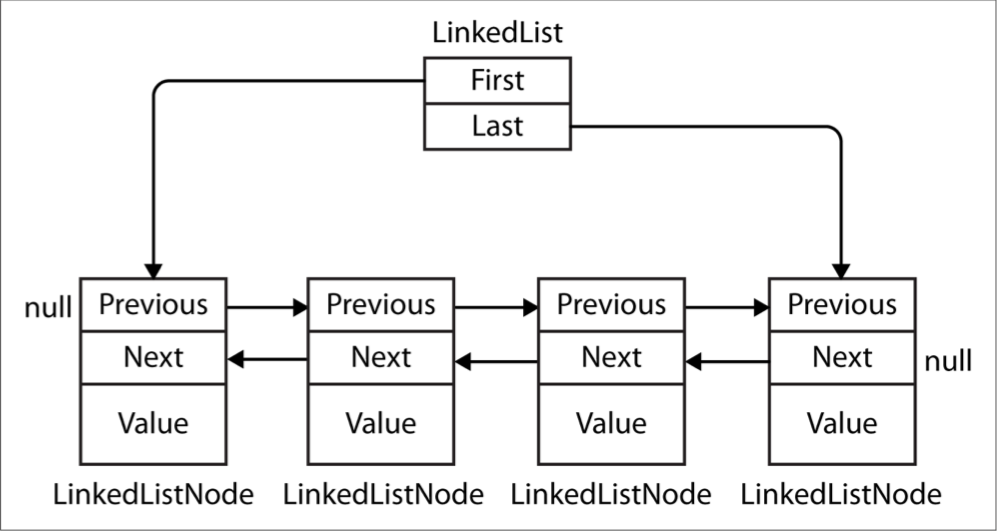 LinkedList
First
Last
null
Previous
Previous
Previous
Previous
Next
Next
Next
Next
null
Value
Value
Value
Value
LinkedListNode
LinkedListNode
LinkedListNode
LinkedListNode